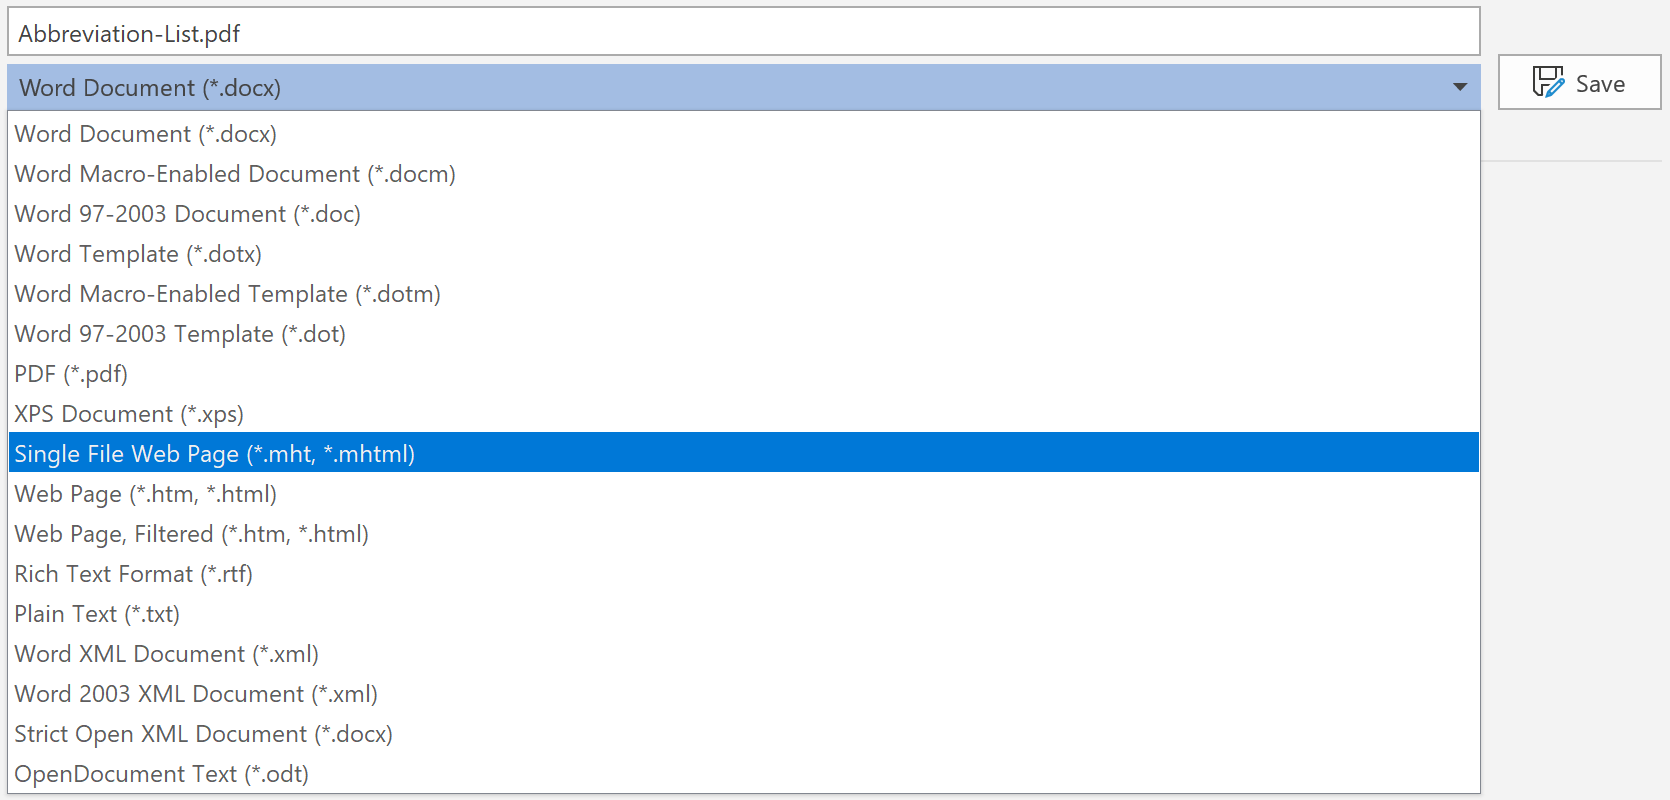 Abbreviation-List.pdf
Word Document (*.docx)
Save
Word Document (*.docx)
Word Macro-Enabled Document (*.docm)
Word 97-2003 Document (*.doc)
Word Template (*.dotx)
Word Macro-Enabled Template (*.dotm)
Word 97-2003 Template (*.dot)
PDF (*.pdf)
XPS Document (*.xps)
Single File Web Page (*.mht, *.mhtml)
Web Page (*.htm, *.html)
Web Page, Filtered (*.htm, *.html)
Rich Text Format (*.rtf)
Plain Text (*.txt)
Word XML Document (*.xml)
Word 2003 XML Document (*.xml)
Strict Open XML Document (*.docx)
OpenDocument Text (*.odt)